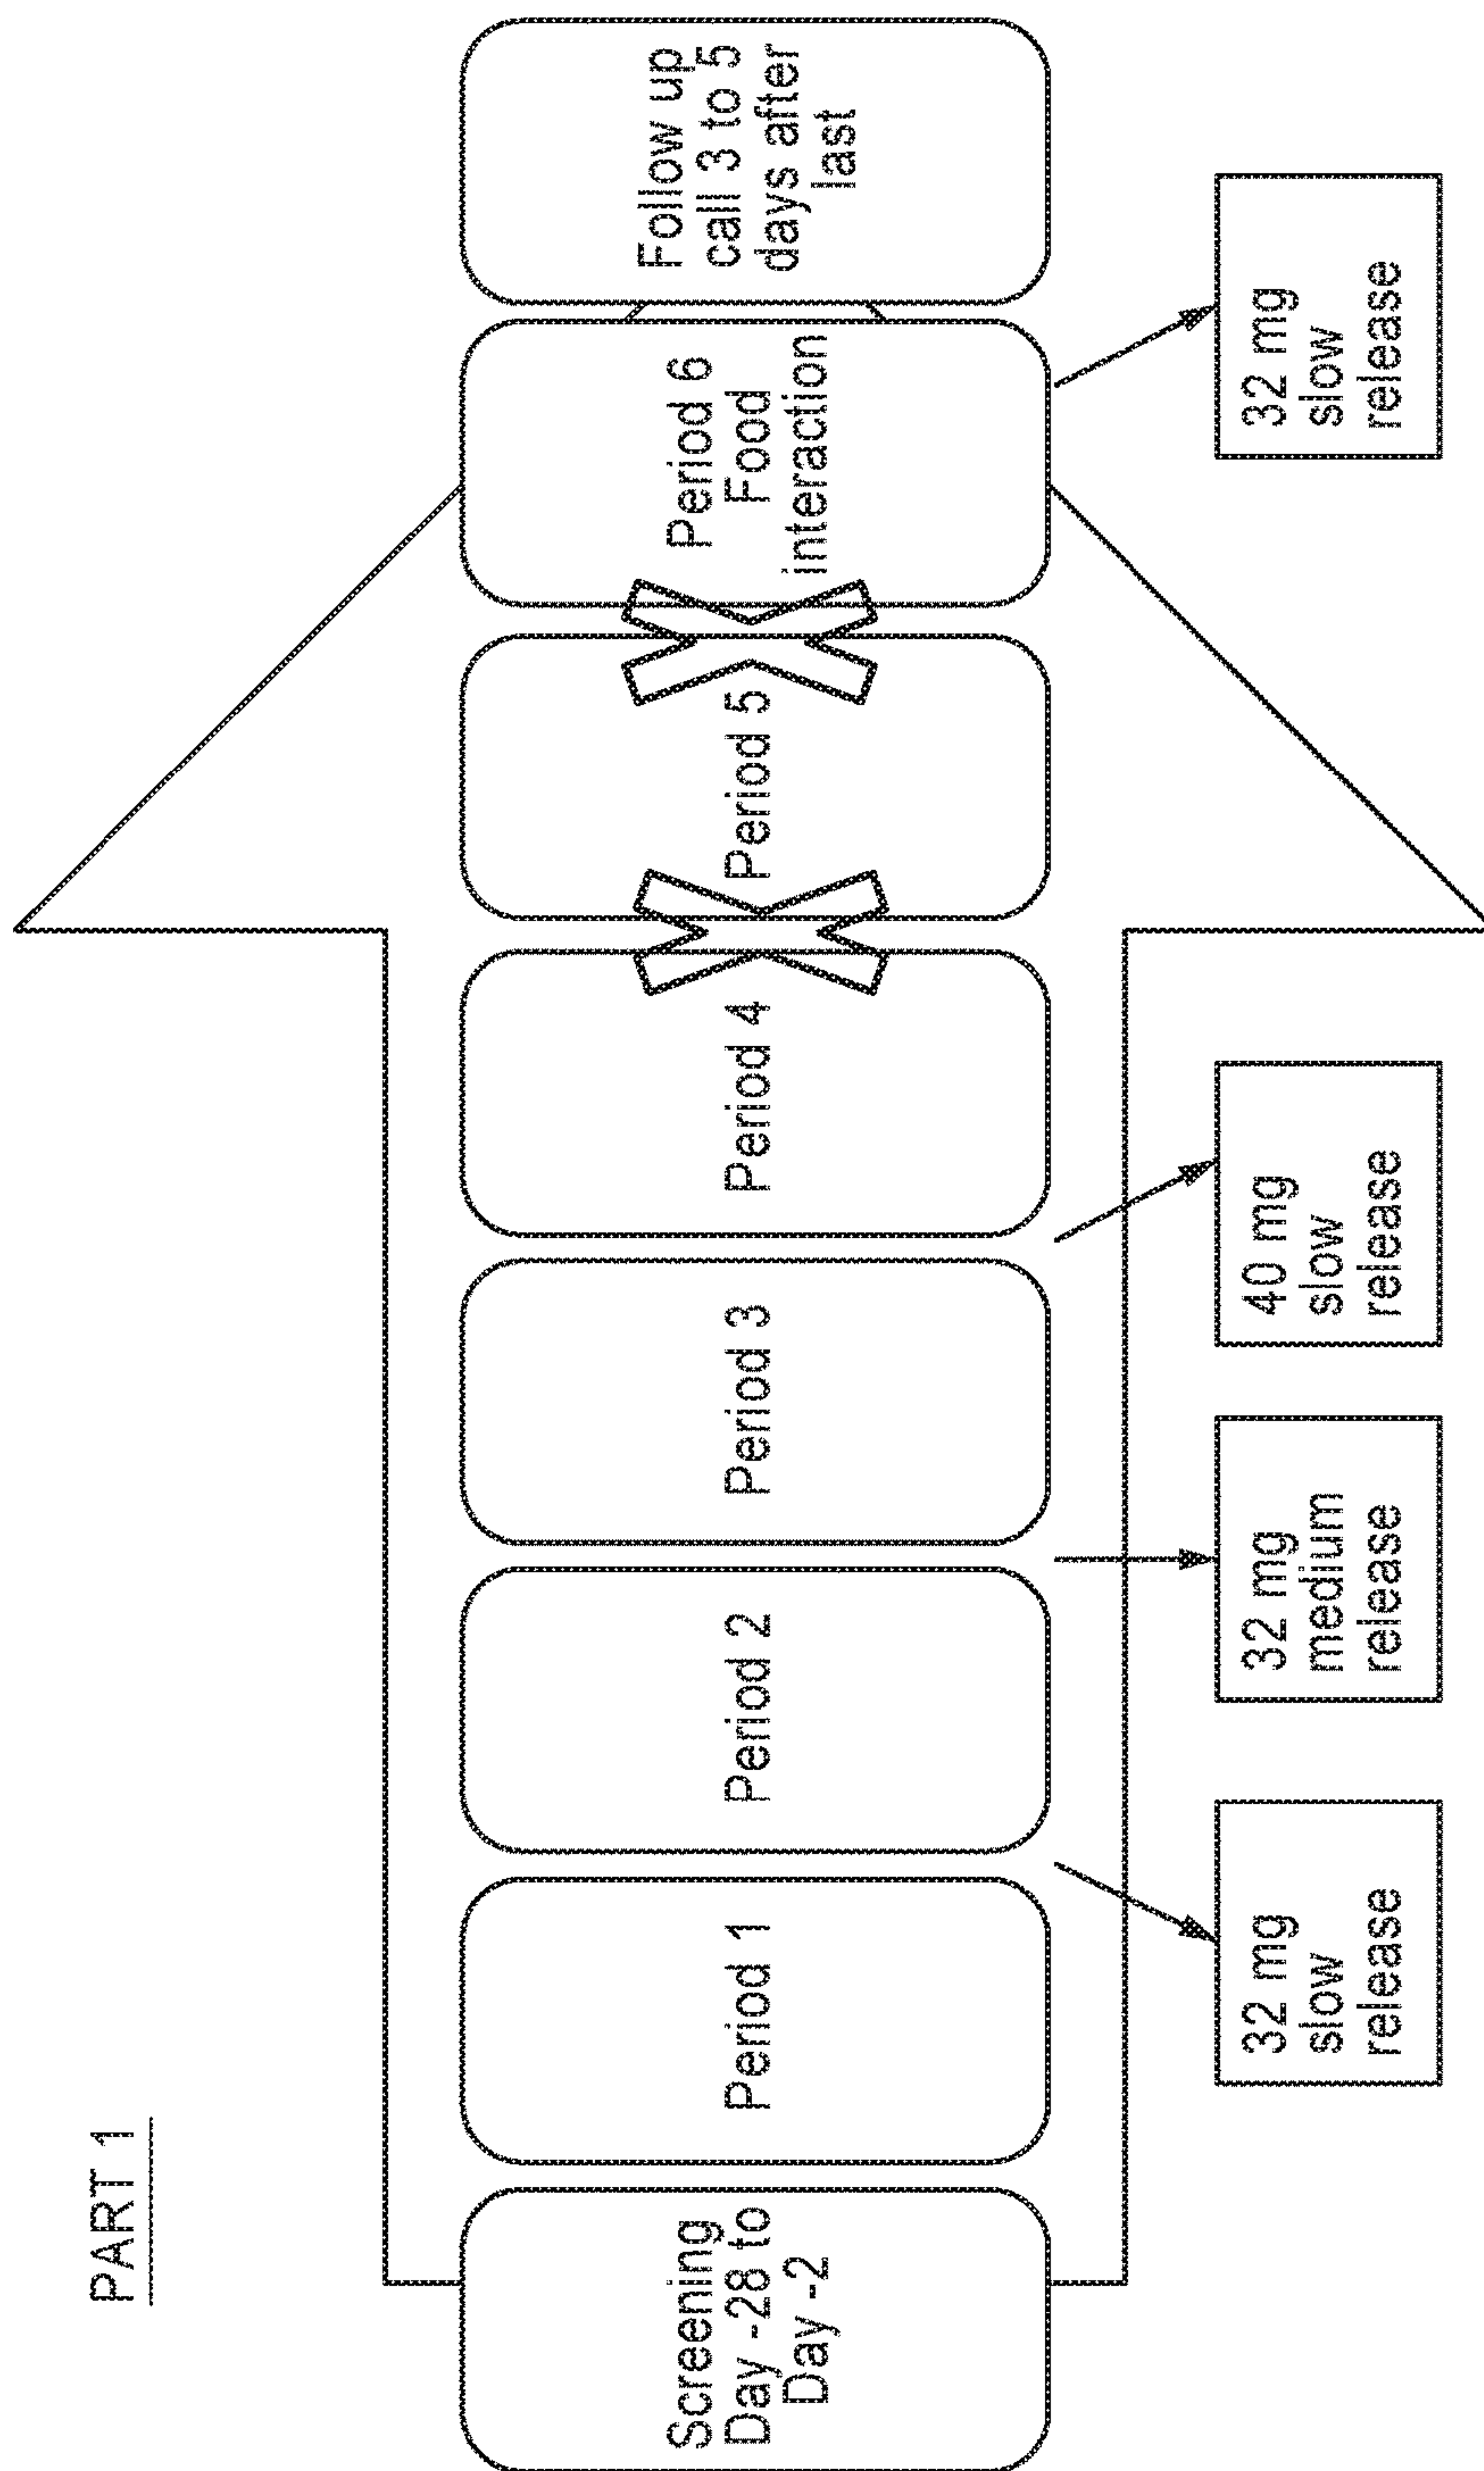 PART 1
Screening
Day -28 to
Day -2
Period 1
Period 2
Period 3
Period 4
Period 5
Period 6
Food
interaction
Follow up
call 3 to 5
days after
last
32 mg
slow
release
32 mg
medium
release
40 mg
slow
release
32 mg
slow
release